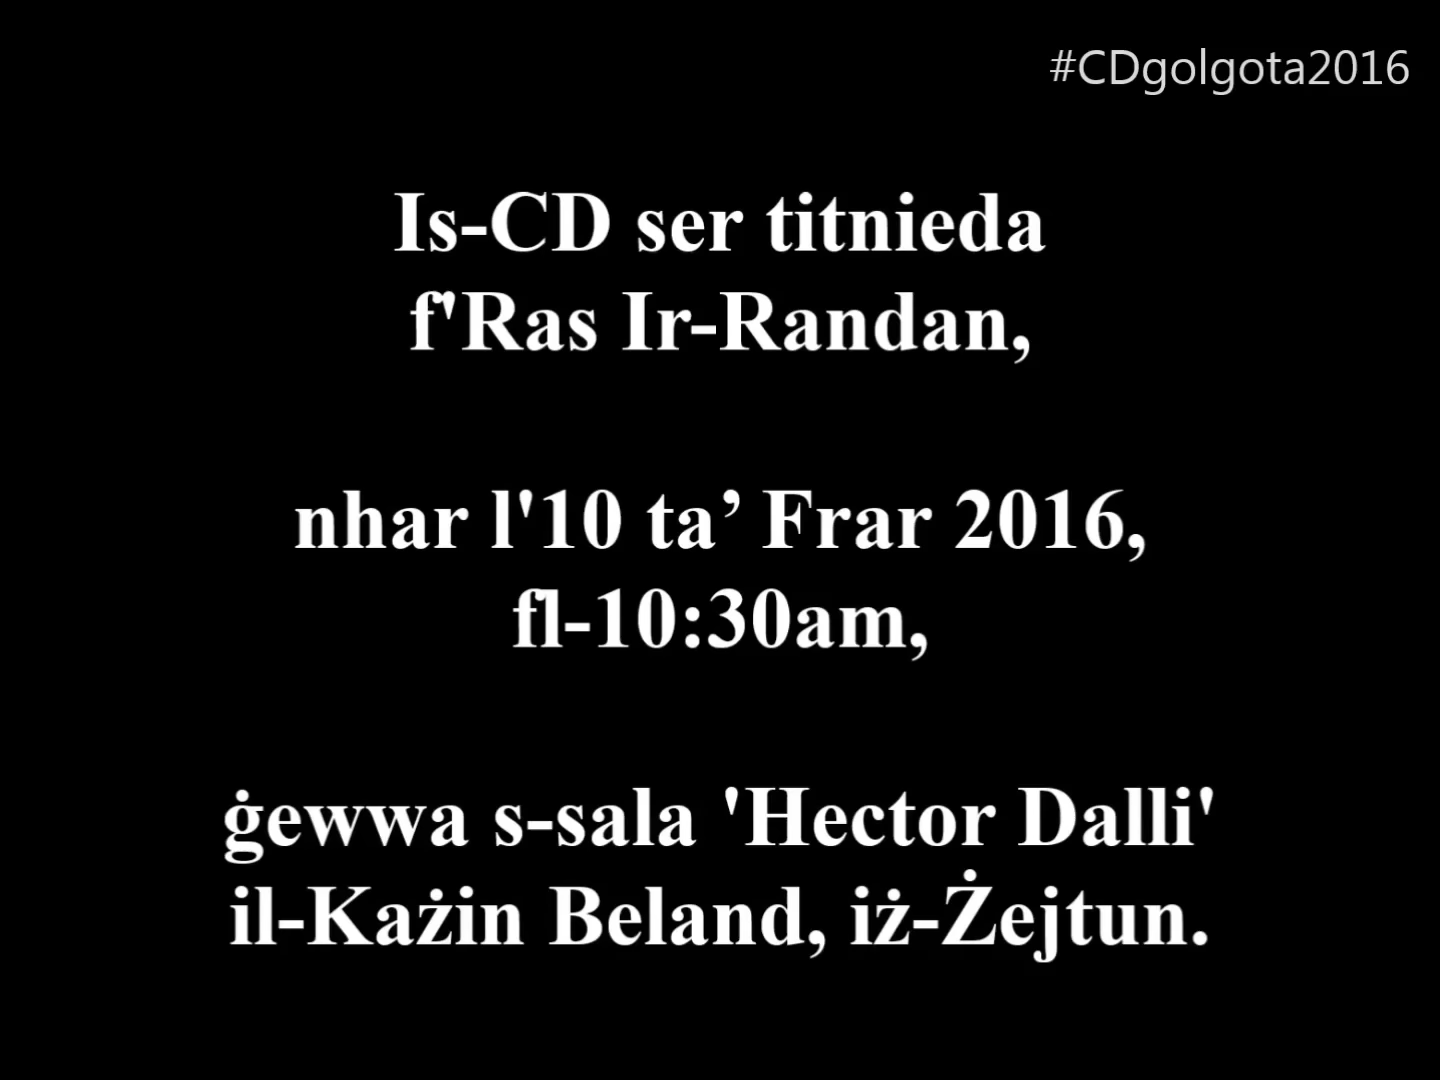 #CDgolgota2016
Is-CD ser titnieda
f'Ras Ir-Randan,
nhar l'10 ta’ Frar 2016,
fl-10:30am,
ġewwa s-sala 'Hector Dalli'
il-Każin Beland, iż-Żejtun.